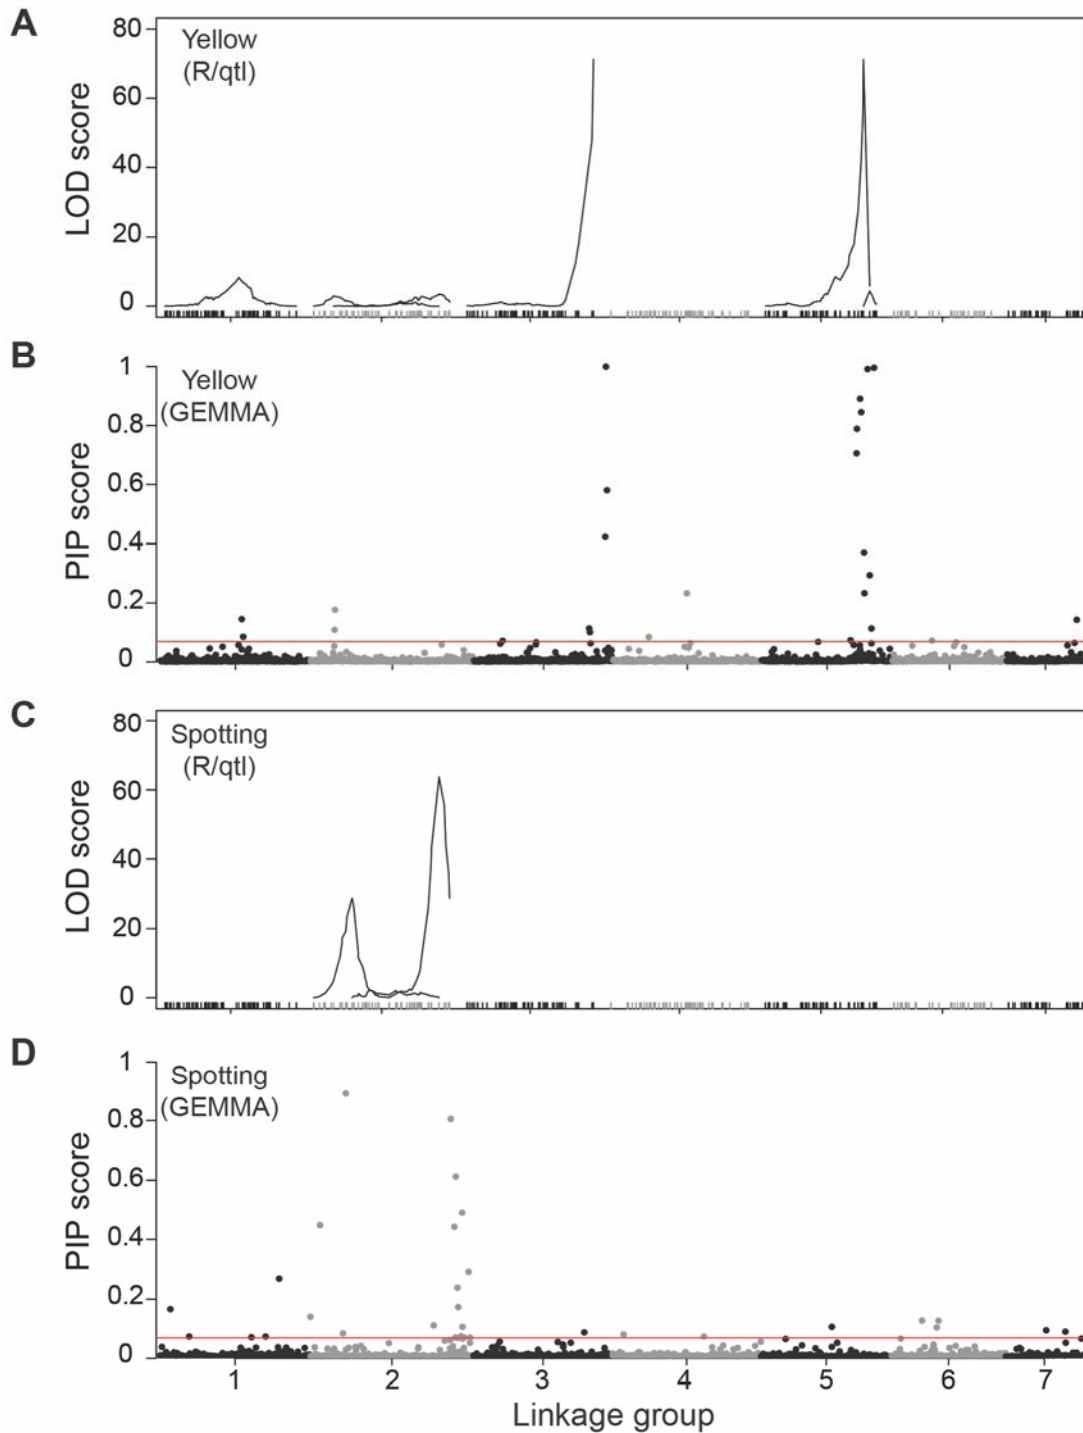 A
Yellow
(R/qtl)
LOD score
80
60
40
20
0
B
Yellow
(GEMMA)
PIP score
1
0.8
0.6
0.4
0.2
0
C
Spotting
(R/qtl)
LOD score
80
60
40
20
0
D
Spotting
(GEMMA)
PIP score
1
0.8
0.6
0.4
0.2
0
1 2 3 4 5 6 7
Linkage group